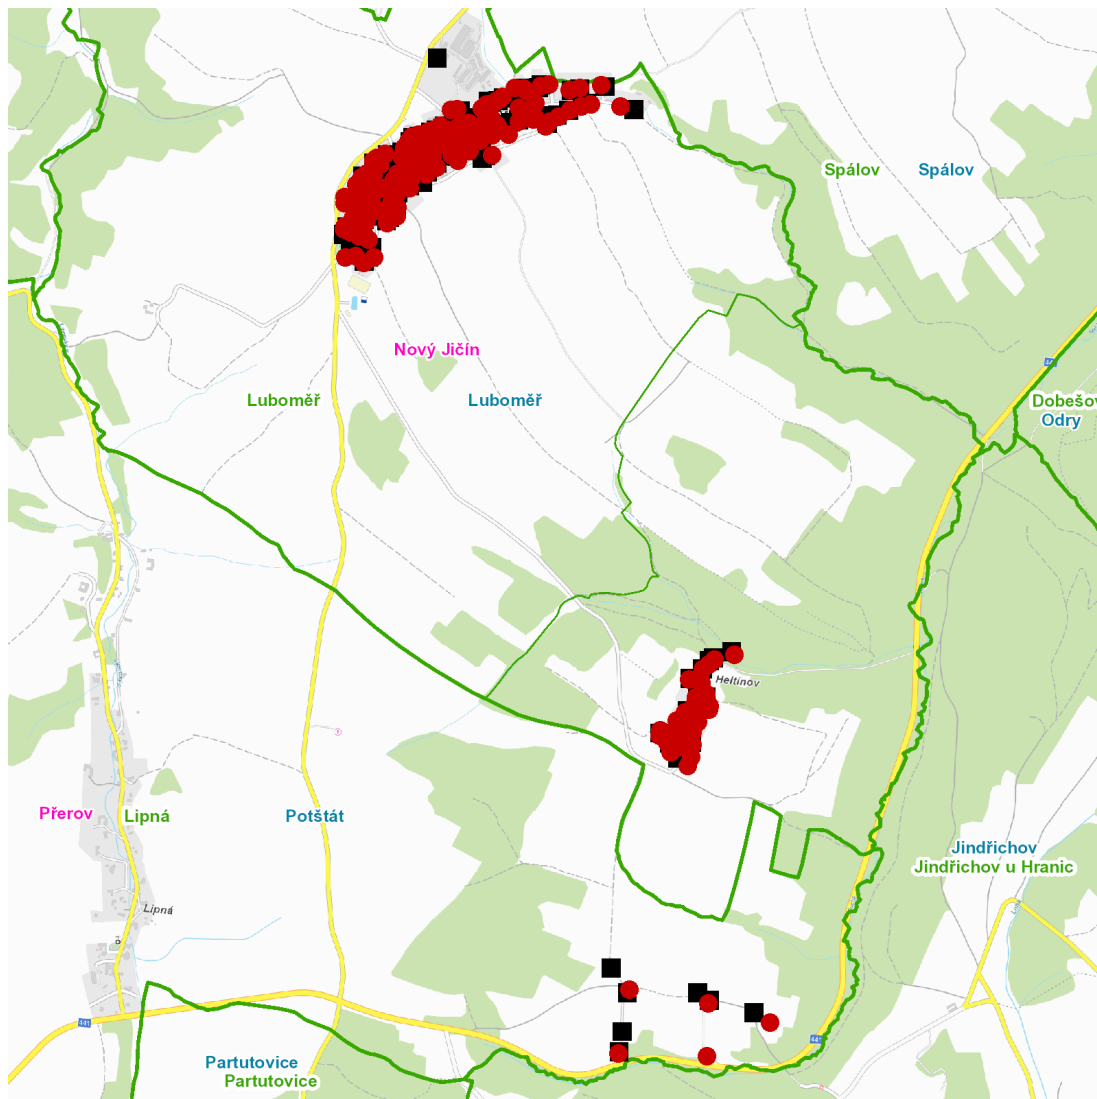 Spálov Spálov
Nový Jičín
Luboměř Luboměř
Dobešov
Odry
Heltínov
Přerov Lipná Potštát
Jindřichov
Jindřichov u Hranic
Lipná
441
441
Partutovice
Partutovice